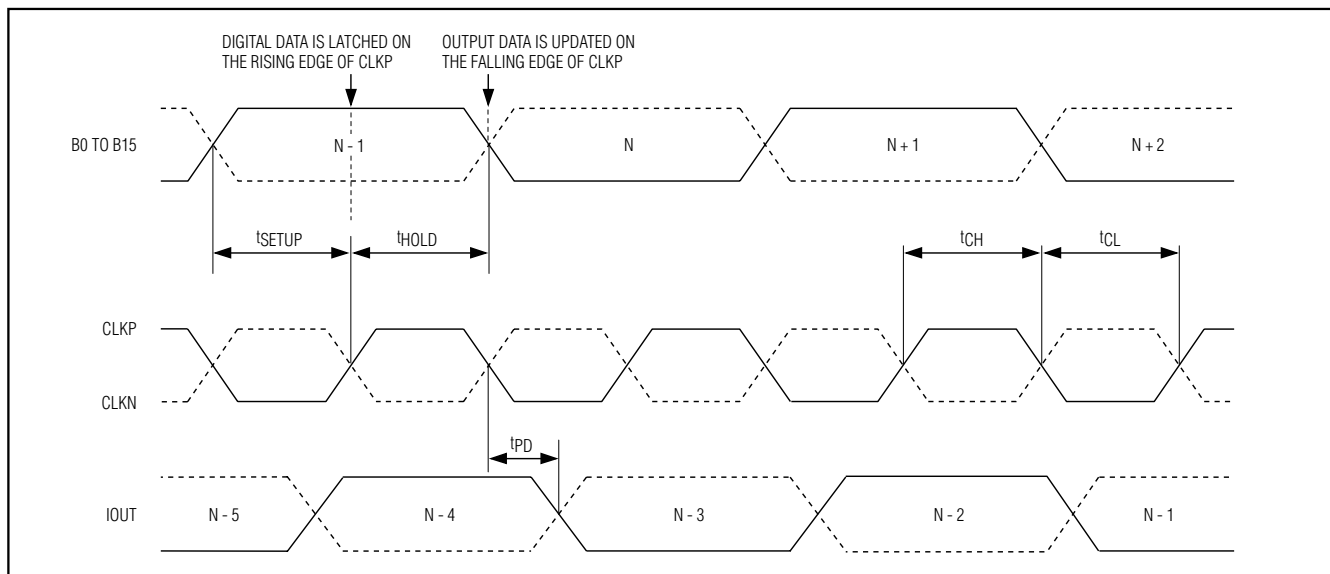 DIGITAL DATA IS LATCHED ON
THE RISING EDGE OF CLKP
OUTPUT DATA IS UPDATED ON
THE FALLING EDGE OF CLKP
B0 TO B15
N - 1
N
N + 1
N + 2
tSETUP
tHOLD
tCH
tCL
CLKP
CLKN
tPD
IOUT
N - 5
N - 4
N - 3
N - 2
N - 1